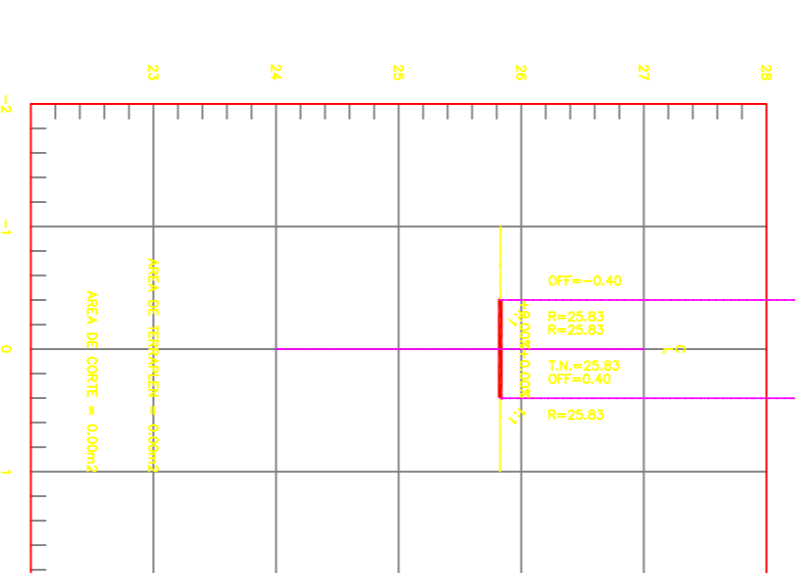 23
24
25
26
27
28
-2
-1
0
1
OFF=-0.40
R=25.83
R=25.83
T.N.=25.83
OFF=0.40
R=25.83
AREA DE CORTE = 0.00m2